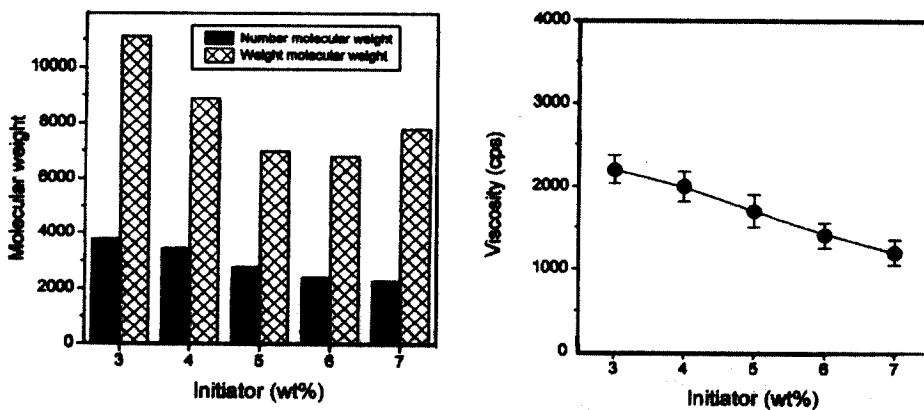 Number molecular weight
Weight molecular weight
Molecular weight
10000
8000
6000
4000
2000
0
3 4 5 6 7
Initiator (wt%)
Viscosity (cps)
4000
3000
2000
1000
0
3 4 5 6 7
Initiator (wt%)